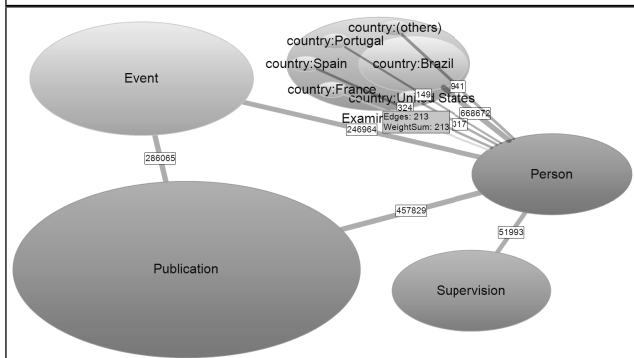 country:(others)
country:Portugal
Event
country:Spain
country:Brazil
country:France
941
149
country:United States
324
668672
Examin
Edges: 213
WeightSum: 213
317
246964
286065
Person
457829
51993
Publication
Supervision